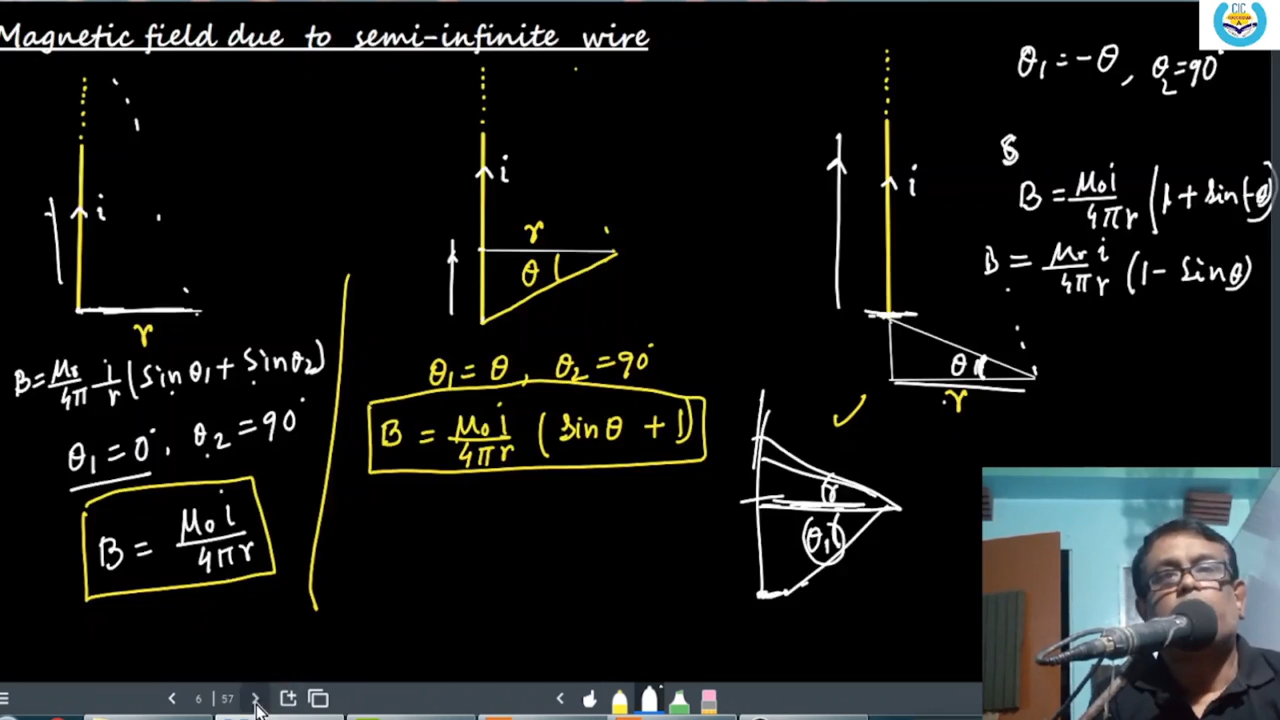 Magnetic field due to semi-infinite wire
i
r
B = μ₀/4π i/r (sinθ₁ + sinθ₂)
θ₁ = 0°, θ₂ = 90°
B = μ₀i/4πr
i
r
θ
θ₁ = θ, θ₂ = 90°
B = μ₀i/4πr (sinθ + 1)
i
θ
r
θ₁ = -θ, θ₂ = 90°
B = μ₀i/4πr (1 + sin(-θ))
B = μ₀i/4πr (1 - sinθ)
r
θ₁
CIC
6 | 57